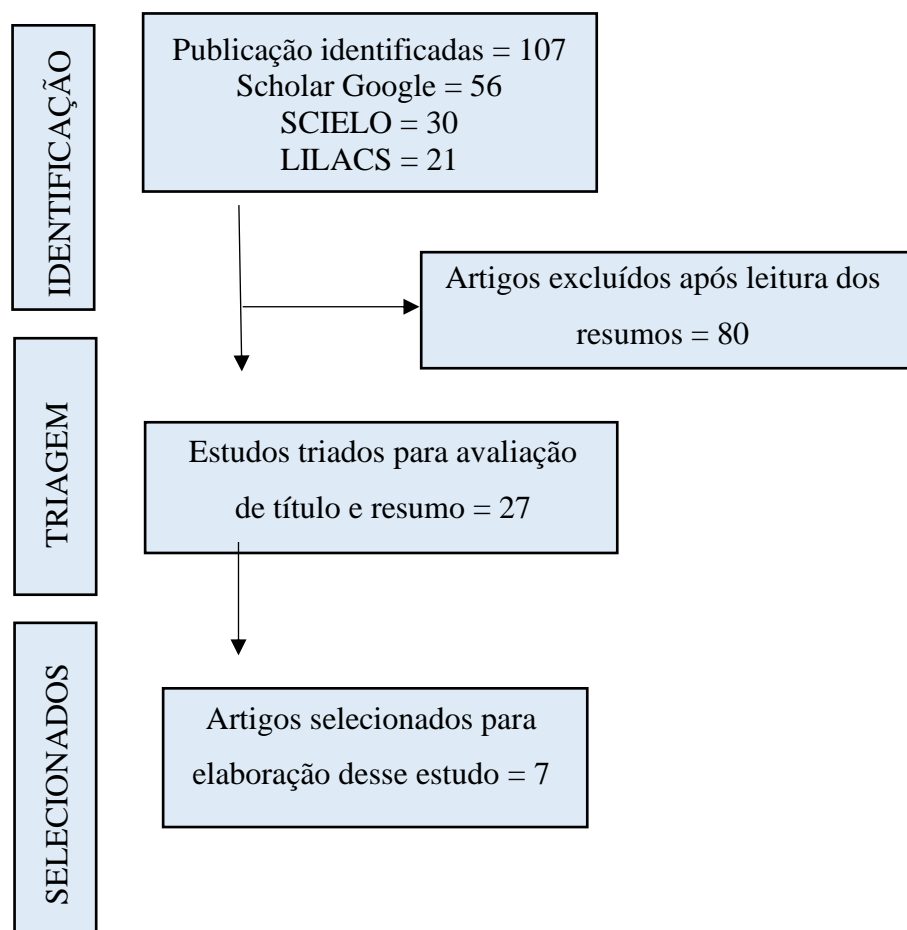 IDENTIFICAÇÃO
Publicação identificadas = 107
Scholar Google = 56
SCIELO = 30
LILACS = 21
Artigos excluídos após leitura dos
resumos = 80
TRIAGEM
Estudos triados para avaliação
de título e resumo = 27
SELECIONADOS
Artigos selecionados para
elaboração desse estudo = 7